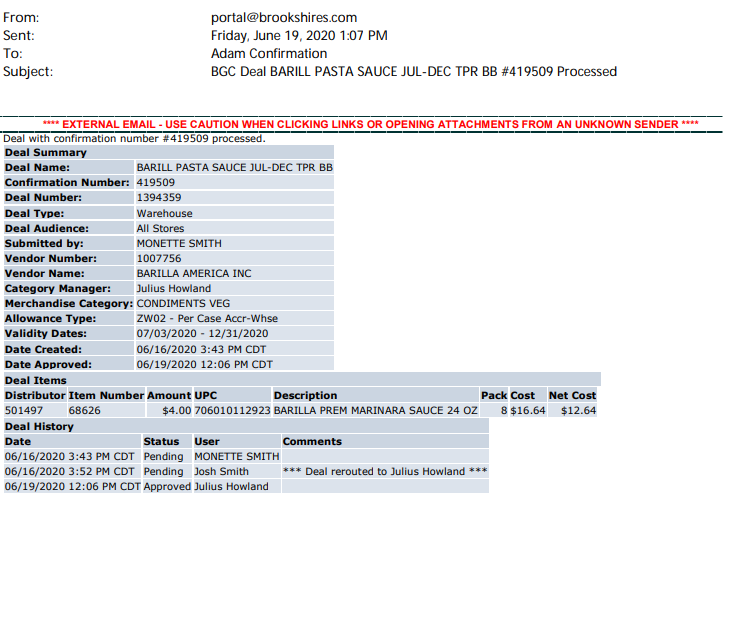 From: portal@brookshires.com
Sent: Friday, June 19, 2020 1:07 PM
To: Adam Confirmation
Subject: BGC Deal BARILL PASTA SAUCE JUL-DEC TPR BB #419509 Processed
**** EXTERNAL EMAIL - USE CAUTION WHEN CLICKING LINKS OR OPENING ATTACHMENTS FROM AN UNKNOWN SENDER ****
Deal with confirmation number #419509 processed.
Deal Summary
Deal Name: BARILL PASTA SAUCE JUL-DEC TPR BB
Confirmation Number: 419509
Deal Number: 1394359
Deal Type: Warehouse
Deal Audience: All Stores
Submitted by: MONETTE SMITH
Vendor Number: 1007756
Vendor Name: BARILLA AMERICA INC
Category Manager: Julius Howland
Merchandise Category: CONDIMENTS VEG
Allowance Type: ZW02 - Per Case Accr-Whse
Validity Dates: 07/03/2020 - 12/31/2020
Date Created: 06/16/2020 3:43 PM CDT
Date Approved: 06/19/2020 12:06 PM CDT
Deal Items
Distributor Item Number Amount UPC Description Pack Cost Net Cost
501497 68626 $4.00 706010112923 BARILLA PREM MARINARA SAUCE 24 OZ 8 $16.64 $12.64
Deal History
Date Status User Comments
06/16/2020 3:43 PM CDT Pending MONETTE SMITH
06/16/2020 3:52 PM CDT Pending Josh Smith *** Deal rerouted to Julius Howland ***
06/19/2020 12:06 PM CDT Approved Julius Howland